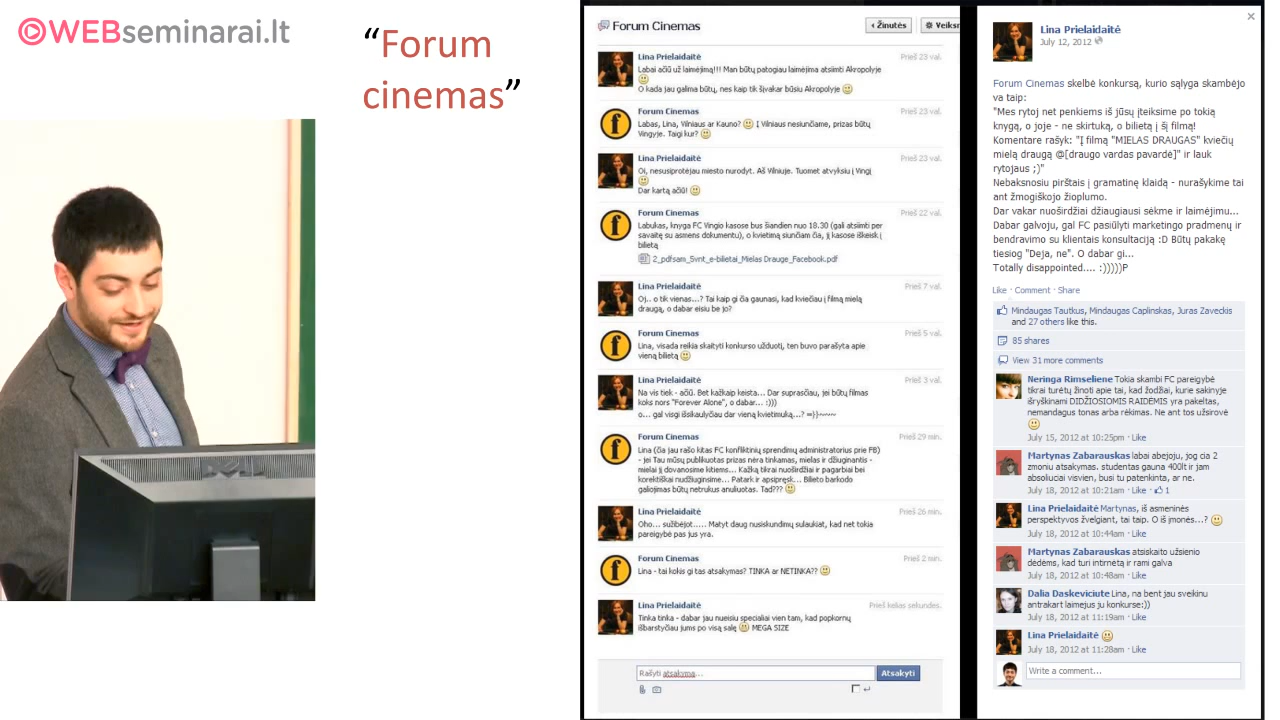 WEBseminarai.lt
“Forum
cinemas”
Forum Cinemas
Žinutės
Veiksm
Lina Prielaidaitė
Prieš 23 val.
Labai ačiū už laimėjimą!!! Man būtų patogiau laimėjima atsiimti Akropolyje
O kada jau galima būtų, nes kaip tik šįvakar būsiu Akropolyje
Forum Cinemas
Prieš 23 val.
Labas, Lina, Vilniaus ar Kauno? Į Vilniaus nesiunčiame, prizas būtų
Vingyje. Taigi kur?
Lina Prielaidaitė
Prieš 23 val.
Oi, nesusiprotėjau miesto nurodyt. Aš Vilniuje. Tuomet atvyksiu į Vingį
Dar kartą ačiū!
Forum Cinemas
Prieš 22 val.
Labukas, knyga FC Vingio kasose bus šiandien nuo 18.30 (gali atsiimti per
savaitę su asmens dokumentu), o kvietimą siunčiam čia, jį kasose iškeisk į
bilietą
2_pdfsam_5vnt_e-bilietai_Mielas Drauge_Facebook.pdf
Lina Prielaidaitė
Prieš 7 val.
Oj.. o tik vienas...? Tai kaip gi čia gaunasi, kad kviečiau į filmą mielą
draugą, o dabar eisiu be jo?
Forum Cinemas
Prieš 5 val.
Lina, visada reikia skaityti konkurso užduotį, ten buvo parašyta apie
vieną bilietą
Lina Prielaidaitė
Prieš 3 val.
Na vis tiek - ačiū. Bet kažkaip keista... Dar suprasčiau, jei būtų filmas
koks nors "Forever Alone", o dabar... :)))
o... gal visgi išsikaulyčiau dar vieną kvietimuką...? =})~~~~
Forum Cinemas
Prieš 29 min.
Lina (čia jau rašo kitas FC konfliktinių sprendimų administratorius prie FB)
- jei Tau mūsų publikuotas prizas nėra tinkamas, mielas ir džiuginantis -
mielai jį dovanosime kitiems... Kažką tikrai nuoširdžiai ir pagarbiai bei
korektiškai nudžiuginsime... Patark ir apsipręsk... Bilieto barkodo
galiojimas būtų netrukus anuliuotas. Tad???
Lina Prielaidaitė
Prieš 26 min.
Oho... sužibėjot..... Matyt daug nusiskundimų sulaukiat, kad net tokia
pareigybė pas jus yra.
Forum Cinemas
Prieš 2 min.
Lina - tai kokis gi tas atsakymas? TINKA ar NETINKA??
Lina Prielaidaitė
Prieš kelias sekundes.
Tinka tinka - dabar jau nueisiu specialiai vien tam, kad popkornų
išbarstyčiau jums po visą salę MEGA SIZE
Rašyti atsakymą...
Atsakyti
Lina Prielaidaitė
July 12, 2012
Forum Cinemas skelbė konkursą, kurio sąlyga skambėjo
va taip:
"Mes rytoj net penkiems iš jūsų įteiksime po tokią
knygą, o joje - ne skirtuką, o bilietą į šį filmą!
Komentare rašyk: "Į filmą "MIELAS DRAUGAS" kviečių
mielą draugą @[draugo vardas pavardė]" ir lauk
rytojaus ;)"
Nebaksnosiu pirštais į gramatinę klaidą - nurašykime tai
ant žmogiškojo žioplumo.
Dar vakar nuoširdžiai džiaugiausi sėkme ir laimėjimu...
Dabar galvoju, gal FC pasiūlyti marketingo pradmenų ir
bendravimo su klientais konsultaciją :D Būtų pakakę
tiesiog "Deja, ne". O dabar gi...
Totally disappointed.... :)))))P
Like · Comment · Share
Mindaugas Tautkus, Mindaugas Caplinskas, Juras Zaveckis
and 27 others like this.
85 shares
View 31 more comments
Neringa Rimseliene Tokia skambi FC pareigybė
tikrai turėtų žinoti apie tai, kad žodžiai, kurie sakinyje
išryškinami DIDŽIOSIOMIS RAIDĖMIS yra pakeltas,
nemandagus tonas arba rėkimas. Ne ant tos užsirovė
July 15, 2012 at 10:25pm · Like
Martynas Zabarauskas labai abejoju, jog cia 2
zmoniu atsakymas. studentas gauna 400lt ir jam
absoliuciai visvien, busi tu patenkinta, ar ne.
July 18, 2012 at 10:21am · Like · 1
Lina Prielaidaitė Martynas, iš asmeninės
perspektyvos žvelgiant, tai taip. O iš įmonės...?
July 18, 2012 at 10:44am · Like
Martynas Zabarauskas atsiskaito užsienio
dėdėms, kad turi intirnėtą ir rami galva
July 18, 2012 at 10:48am · Like
Dalia Daskeviciute Lina, na bent jau sveikinu
antrakart laimejus ju konkurse:))
July 18, 2012 at 11:19am · Like
Lina Prielaidaitė
July 18, 2012 at 11:28am · Like
Write a comment...